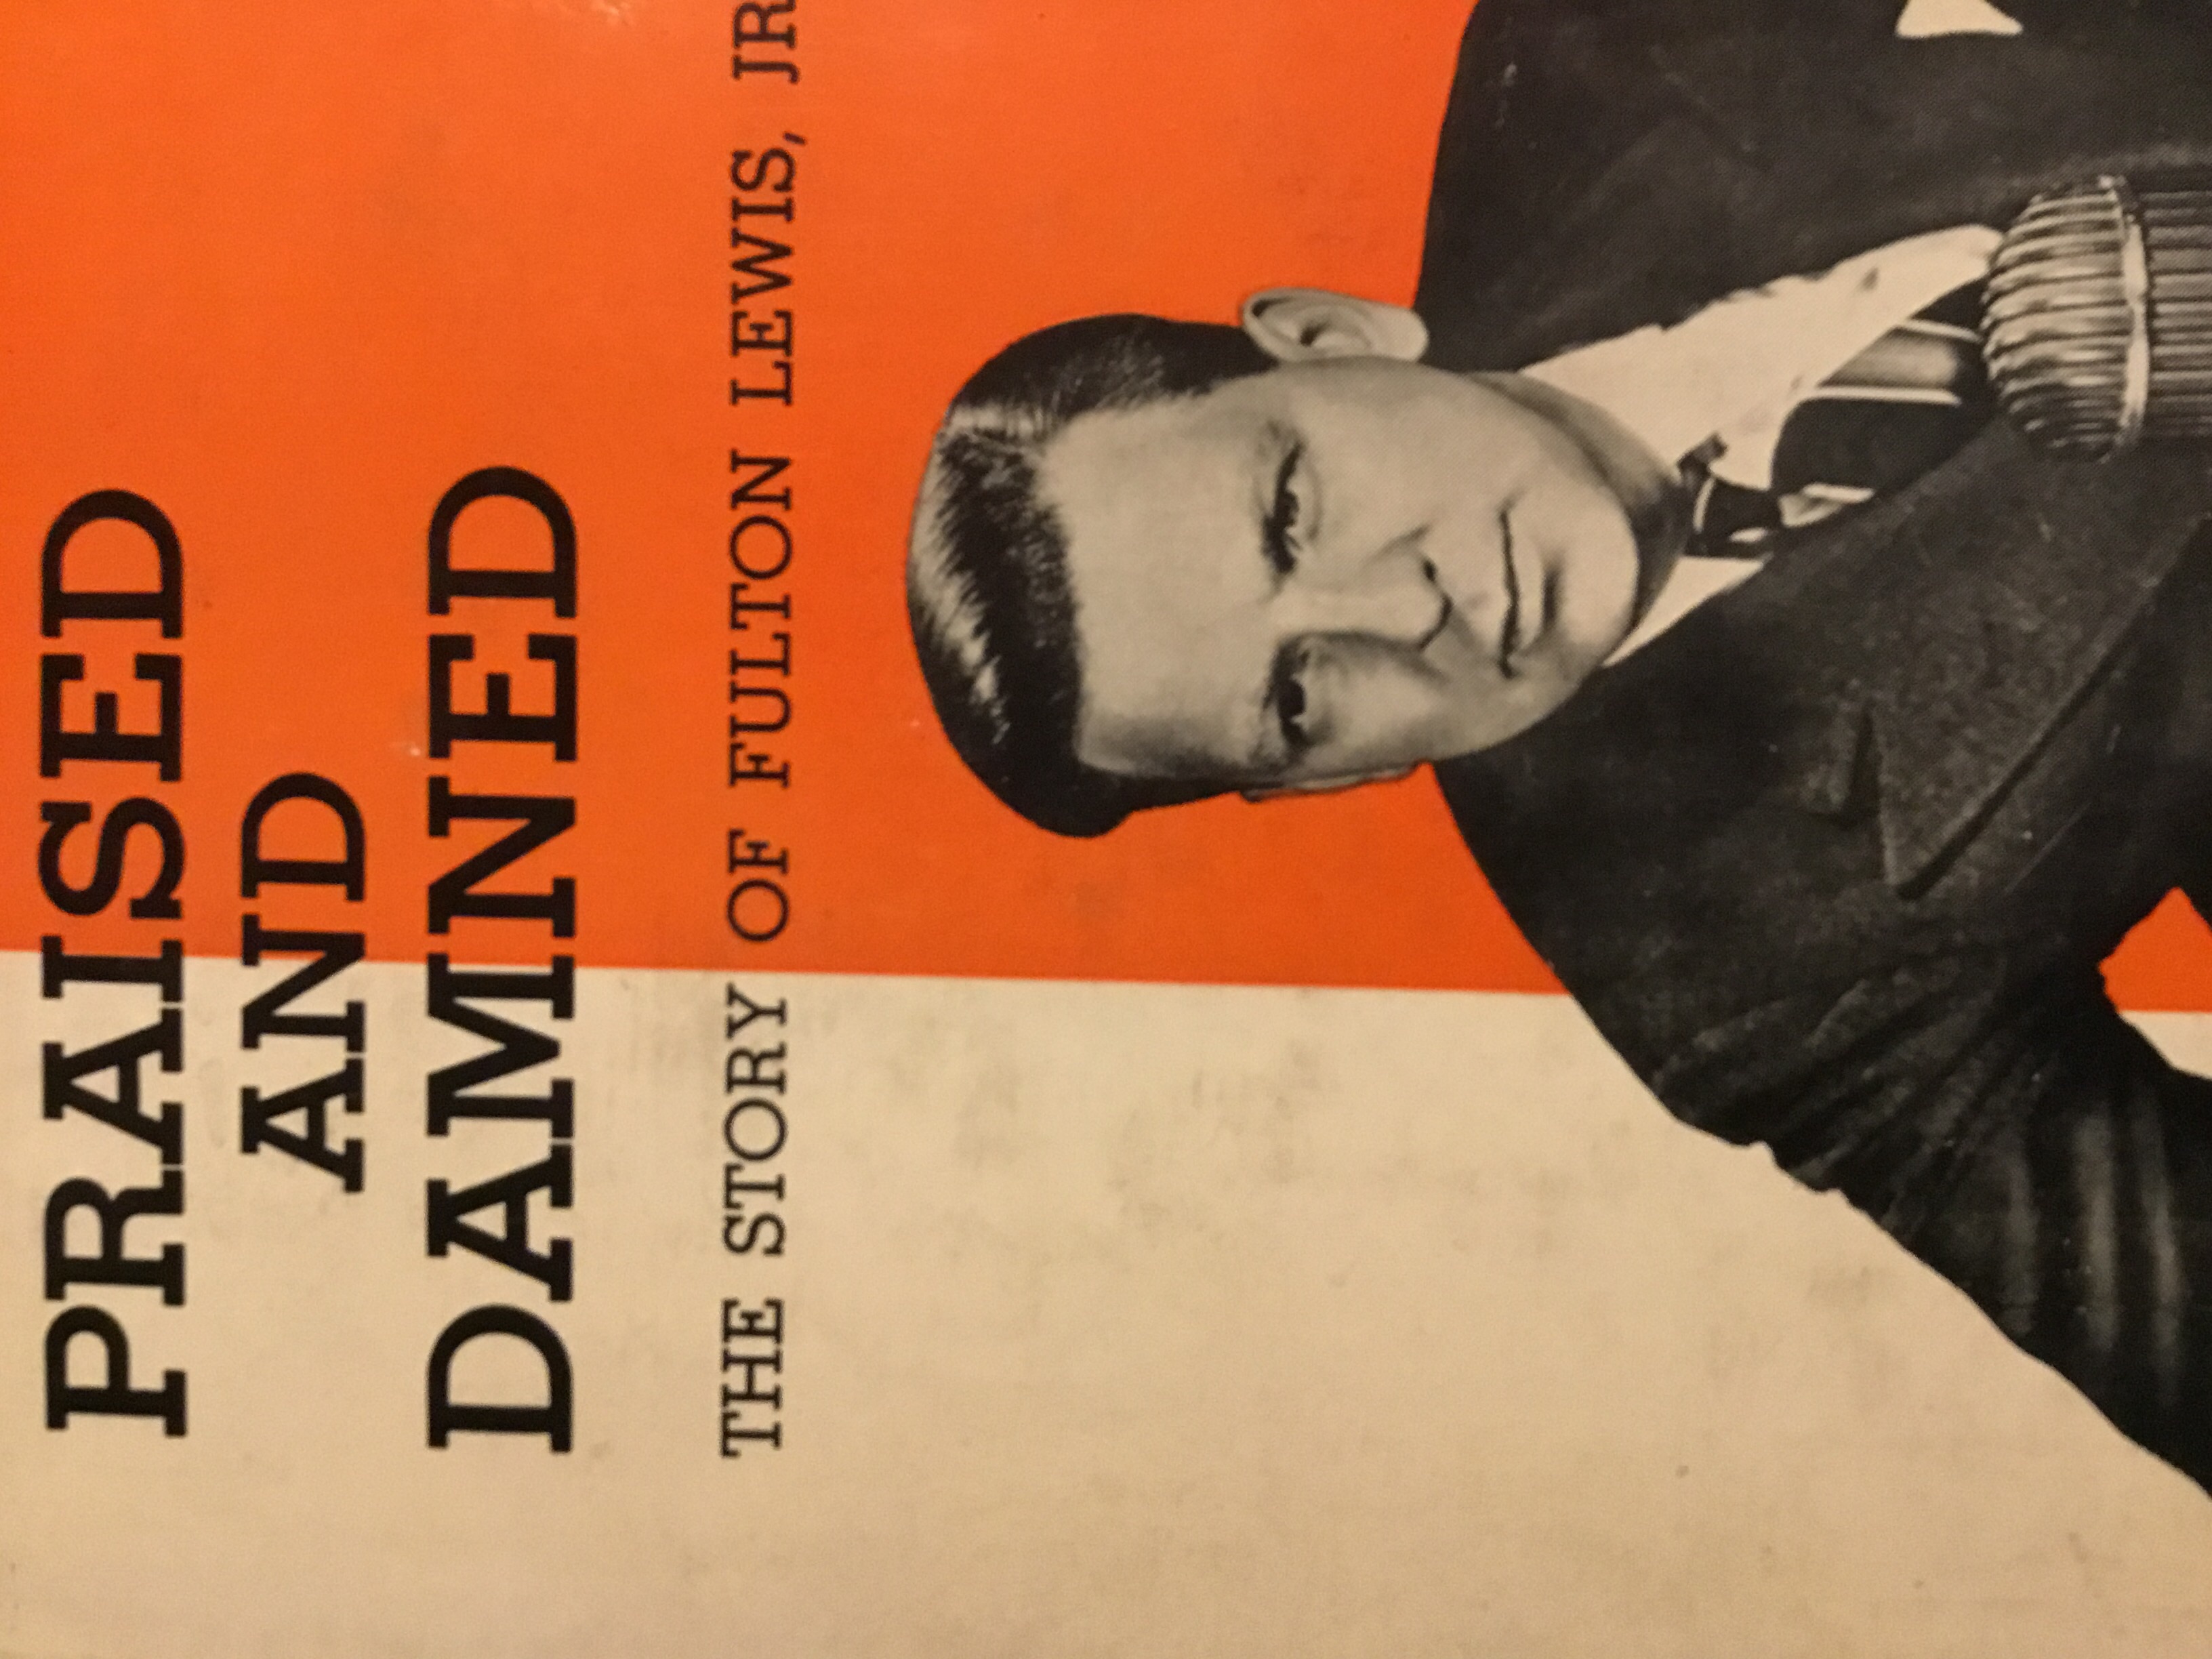 PRAISED
AND
DAMNED
THE STORY OF FULTON LEWIS, JR